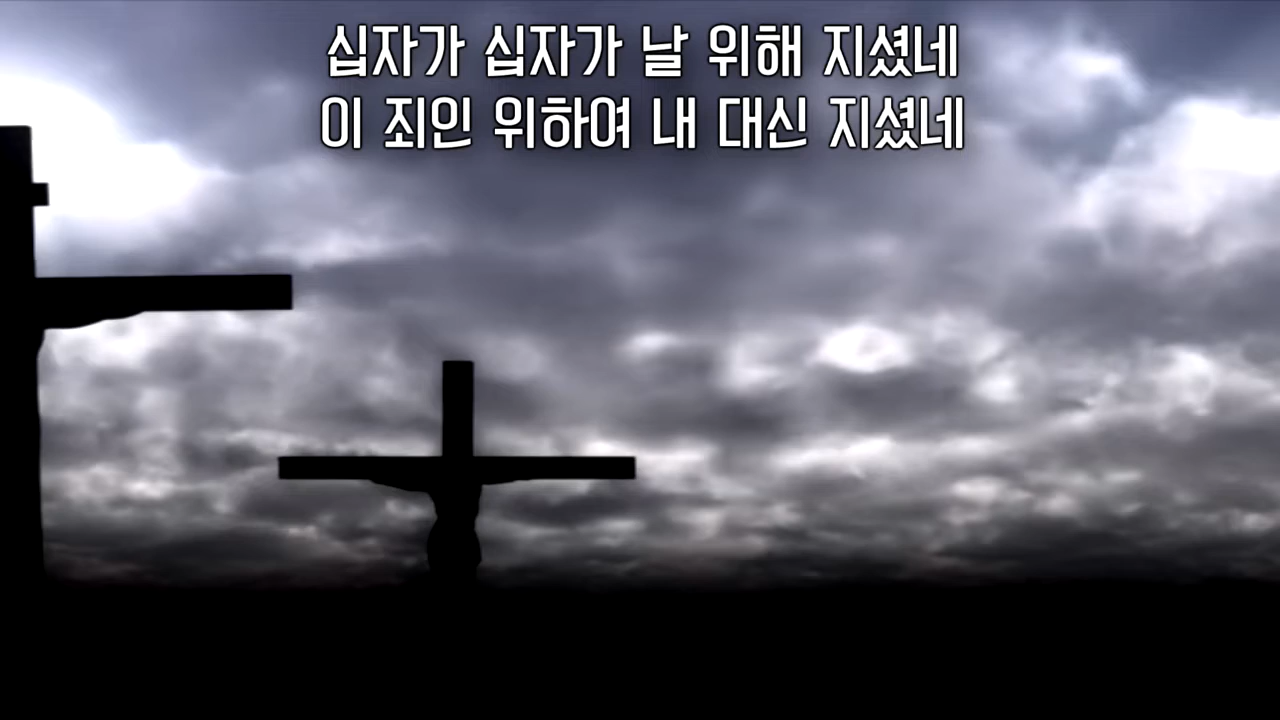 십자가 십자가 날 위해 지셨네
이 죄인 위하여 내 대신 지셨네